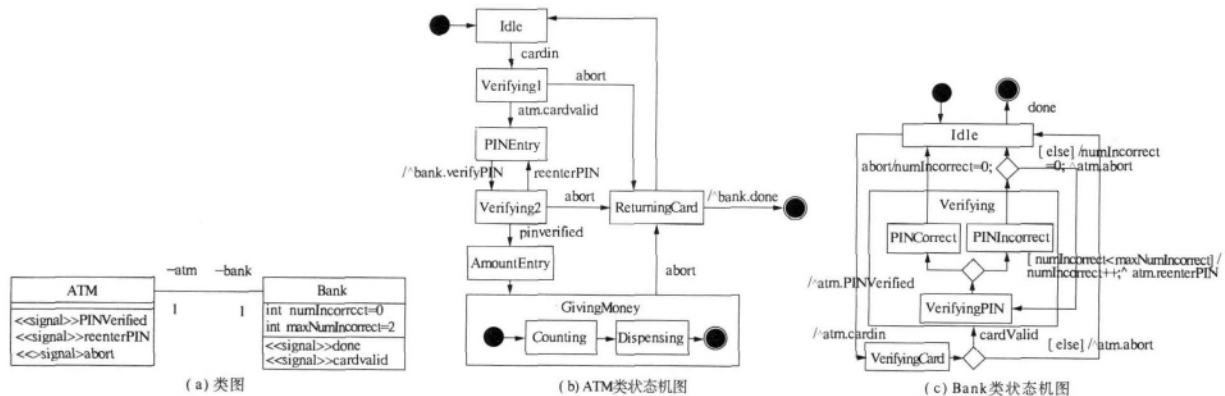 -atm
-bank
ATM
Bank
1
1
int numIncorrcct=0
int maxNumIncorrect=2
<<signal>>PINVerified
<<signal>>reenterPIN
<<>signal>abort
<<signal>>done
<<signal>>cardvalid
(a) 类图
Idle
cardin
Verifying1
abort
atm.cardvalid
PINEntry
/^bank.verifyPIN
reenterPIN
Verifying2
abort
ReturningCard
/^bank.done
pinverified
AmountEntry
abort
GivingMoney
Counting
Dispensing
(b) ATM类状态机图
done
Idle
abort/numIncorrect=0;
[ else] /numIncorrect
=0; ^atm.abort
Verifying
PINCorrect
PINIncorrect
[ numIncorrect<maxNumIncorrect] /
numIncorrect++;^ atm.reenterPIN
/^atm.PINVerified
VerifyingPIN
/^atm.cardin
cardValid
VerifyingCard
[ else] /^atm.abort
(c) Bank类状态机图